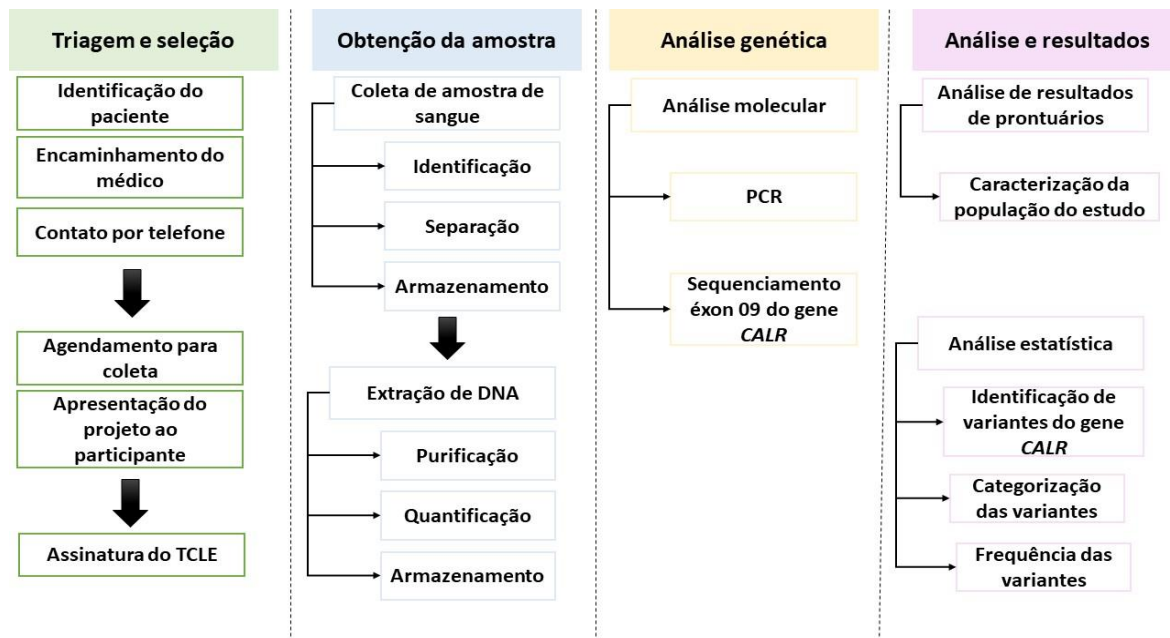 Triagem e seleção
Identificação do
paciente
Encaminhamento do
médico
Contato por telefone
Agendamento para
coleta
Apresentação do
projeto ao
participante
Assinatura do TCLE
Obtenção da amostra
Coleta de amostra de
sangue
Identificação
Separação
Armazenamento
Extração de DNA
Purificação
Quantificação
Armazenamento
Análise genética
Análise molecular
PCR
Sequenciamento
éxon 09 do gene
CALR
Análise e resultados
Análise de resultados
de prontuários
Caracterização da
população do estudo
Análise estatística
Identificação de
variantes do gene
CALR
Categorização
das variantes
Frequência das
variantes